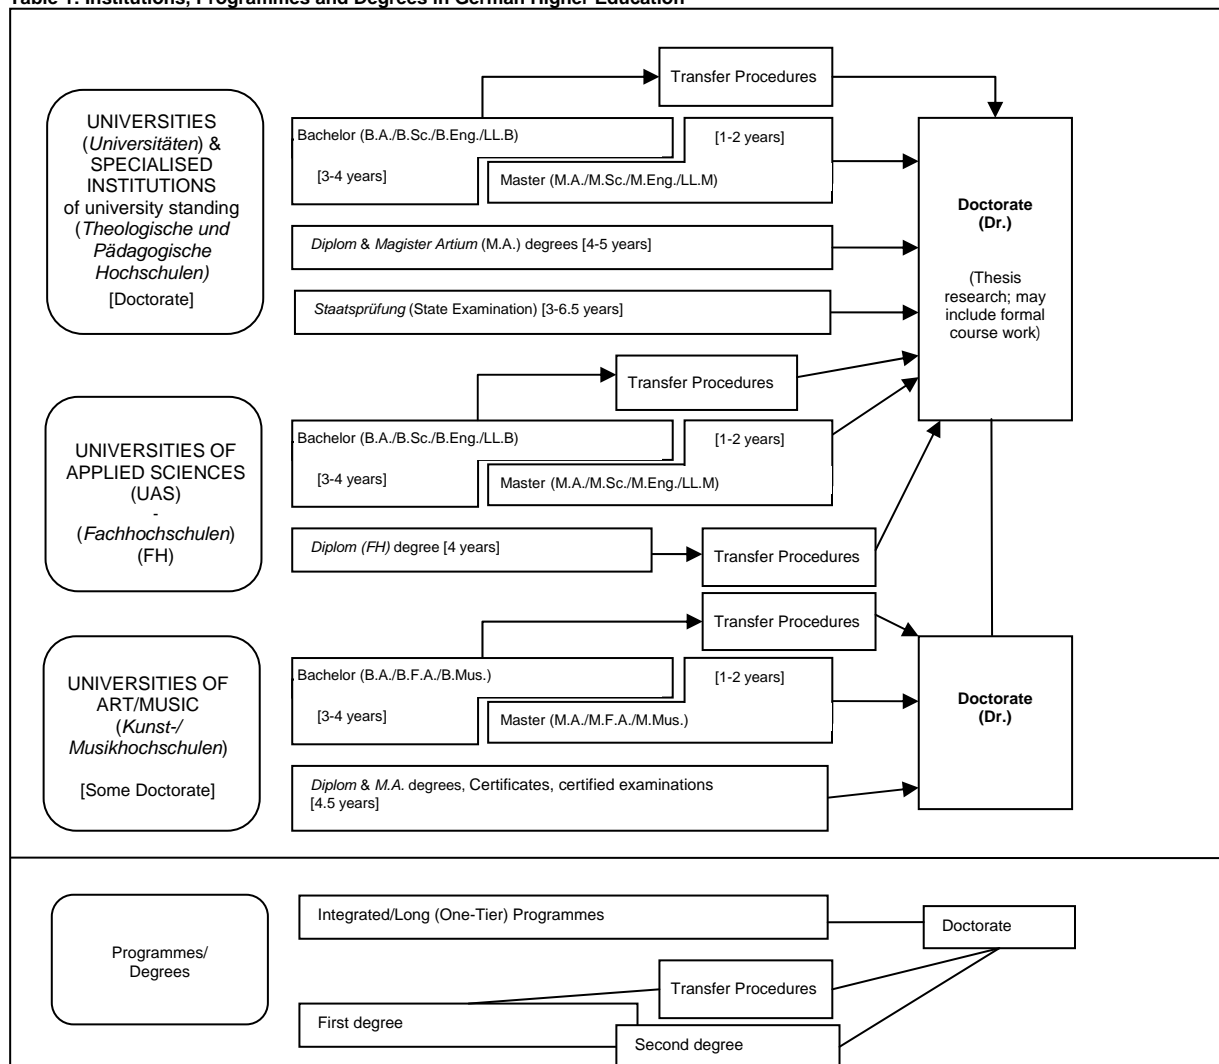 Table 1: Institutions, Programmes and Degrees in German Higher Education
Transfer Procedures
UNIVERSITIES
(Universitäten) &
SPECIALISED
INSTITUTIONS
of university standing
(Theologische und
Pädagogische
Hochschulen)
[Doctorate]
Bachelor (B.A./B.Sc./B.Eng./LL.B)
[3-4 years]
[1-2 years]
Master (M.A./M.Sc./M.Eng./LL.M)
Diplom & Magister Artium (M.A.) degrees [4-5 years]
Staatsprüfung (State Examination) [3-6.5 years]
Doctorate
(Dr.)
(Thesis
research; may
include formal
course work)
Transfer Procedures
UNIVERSITIES OF
APPLIED SCIENCES
(UAS)
-
(Fachhochschulen)
(FH)
Bachelor (B.A./B.Sc./B.Eng./LL.B)
[3-4 years]
[1-2 years]
Master (M.A./M.Sc./M.Eng./LL.M)
Diplom (FH) degree [4 years]
Transfer Procedures
Transfer Procedures
UNIVERSITIES OF
ART/MUSIC
(Kunst-/
Musikhochschulen)
[Some Doctorate]
Bachelor (B.A./B.F.A./B.Mus.)
[3-4 years]
[1-2 years]
Master (M.A./M.F.A./M.Mus.)
Diplom & M.A. degrees, Certificates, certified examinations
[4.5 years]
Doctorate
(Dr.)
Programmes/
Degrees
Integrated/Long (One-Tier) Programmes
Doctorate
Transfer Procedures
First degree
Second degree